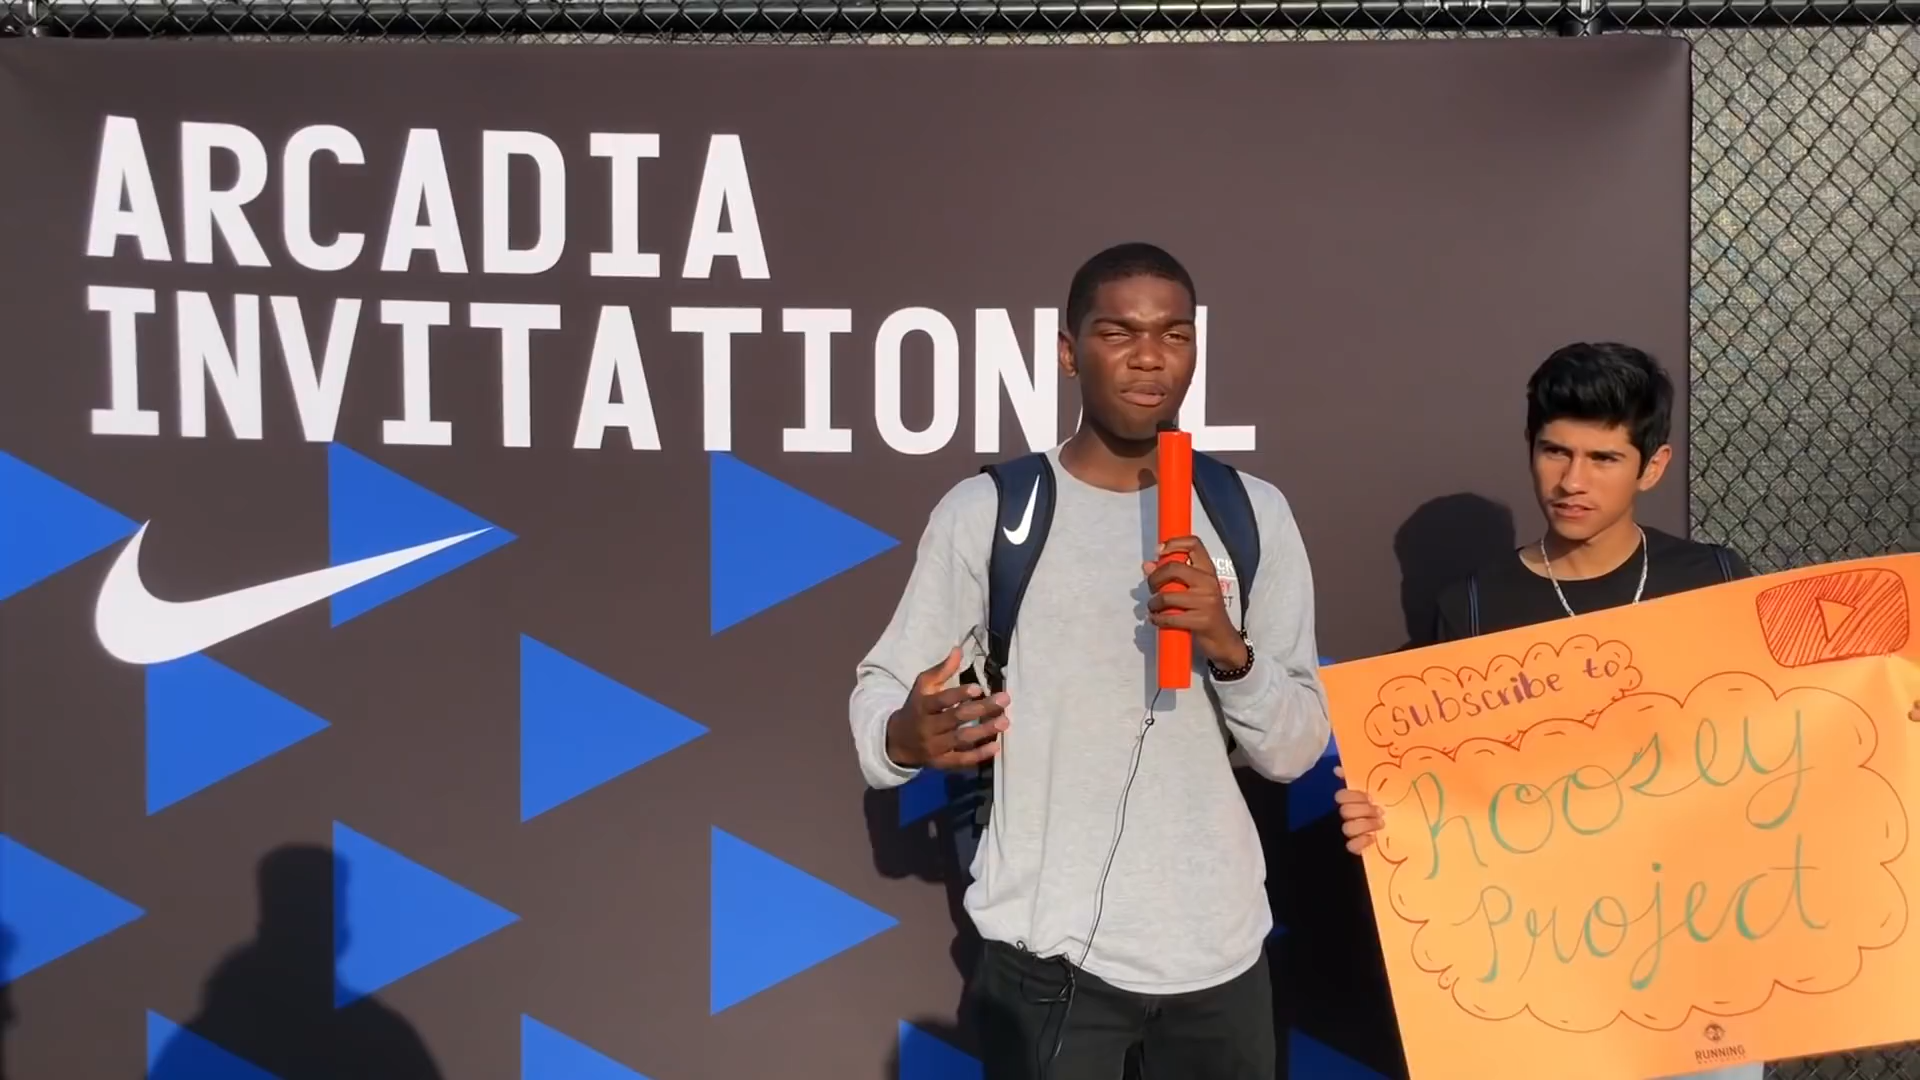 ARCADIA
INVITATIONAL
subscribe to
Roosey
Project
RUNNING